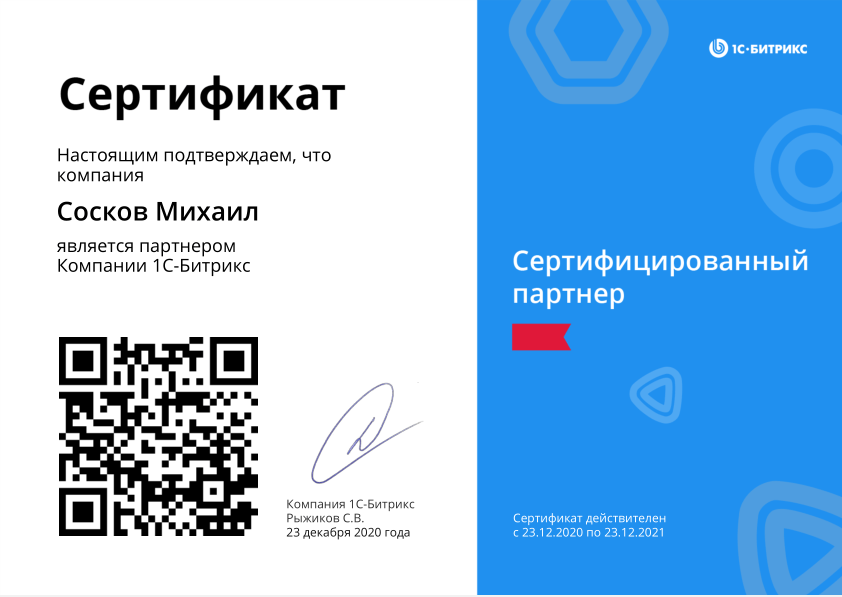 Сертификат
Настоящим подтверждаем, что
компания
Сосков Михаил
является партнером
Компании 1С-Битрикс
Компания 1С-Битрикс
Рыжиков С.В.
23 декабря 2020 года
1С·БИТРИКС
Сертифицированный
партнер
Сертификат действителен
с 23.12.2020 по 23.12.2021